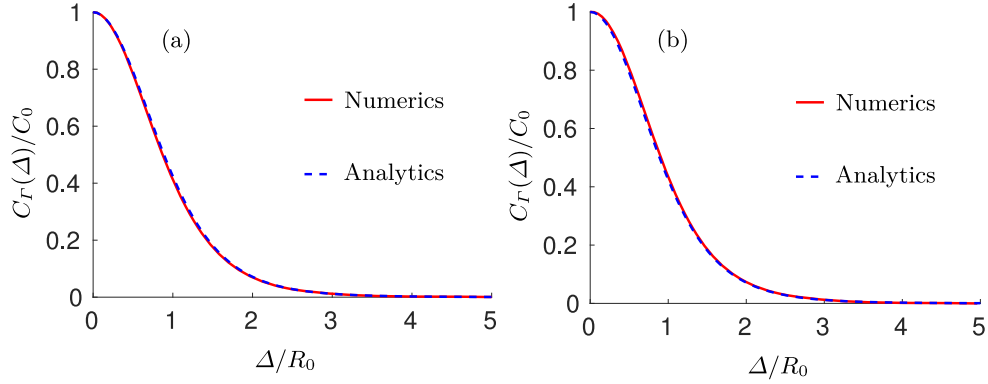 1
(a)
0.8
Numerics
0.6
C_Γ(Δ)/C_0
0.4
Analytics
0.2
0
0 1 2 3 4 5
Δ/R_0
1
(b)
0.8
Numerics
0.6
C_Γ(Δ)/C_0
0.4
Analytics
0.2
0
0 1 2 3 4 5
Δ/R_0